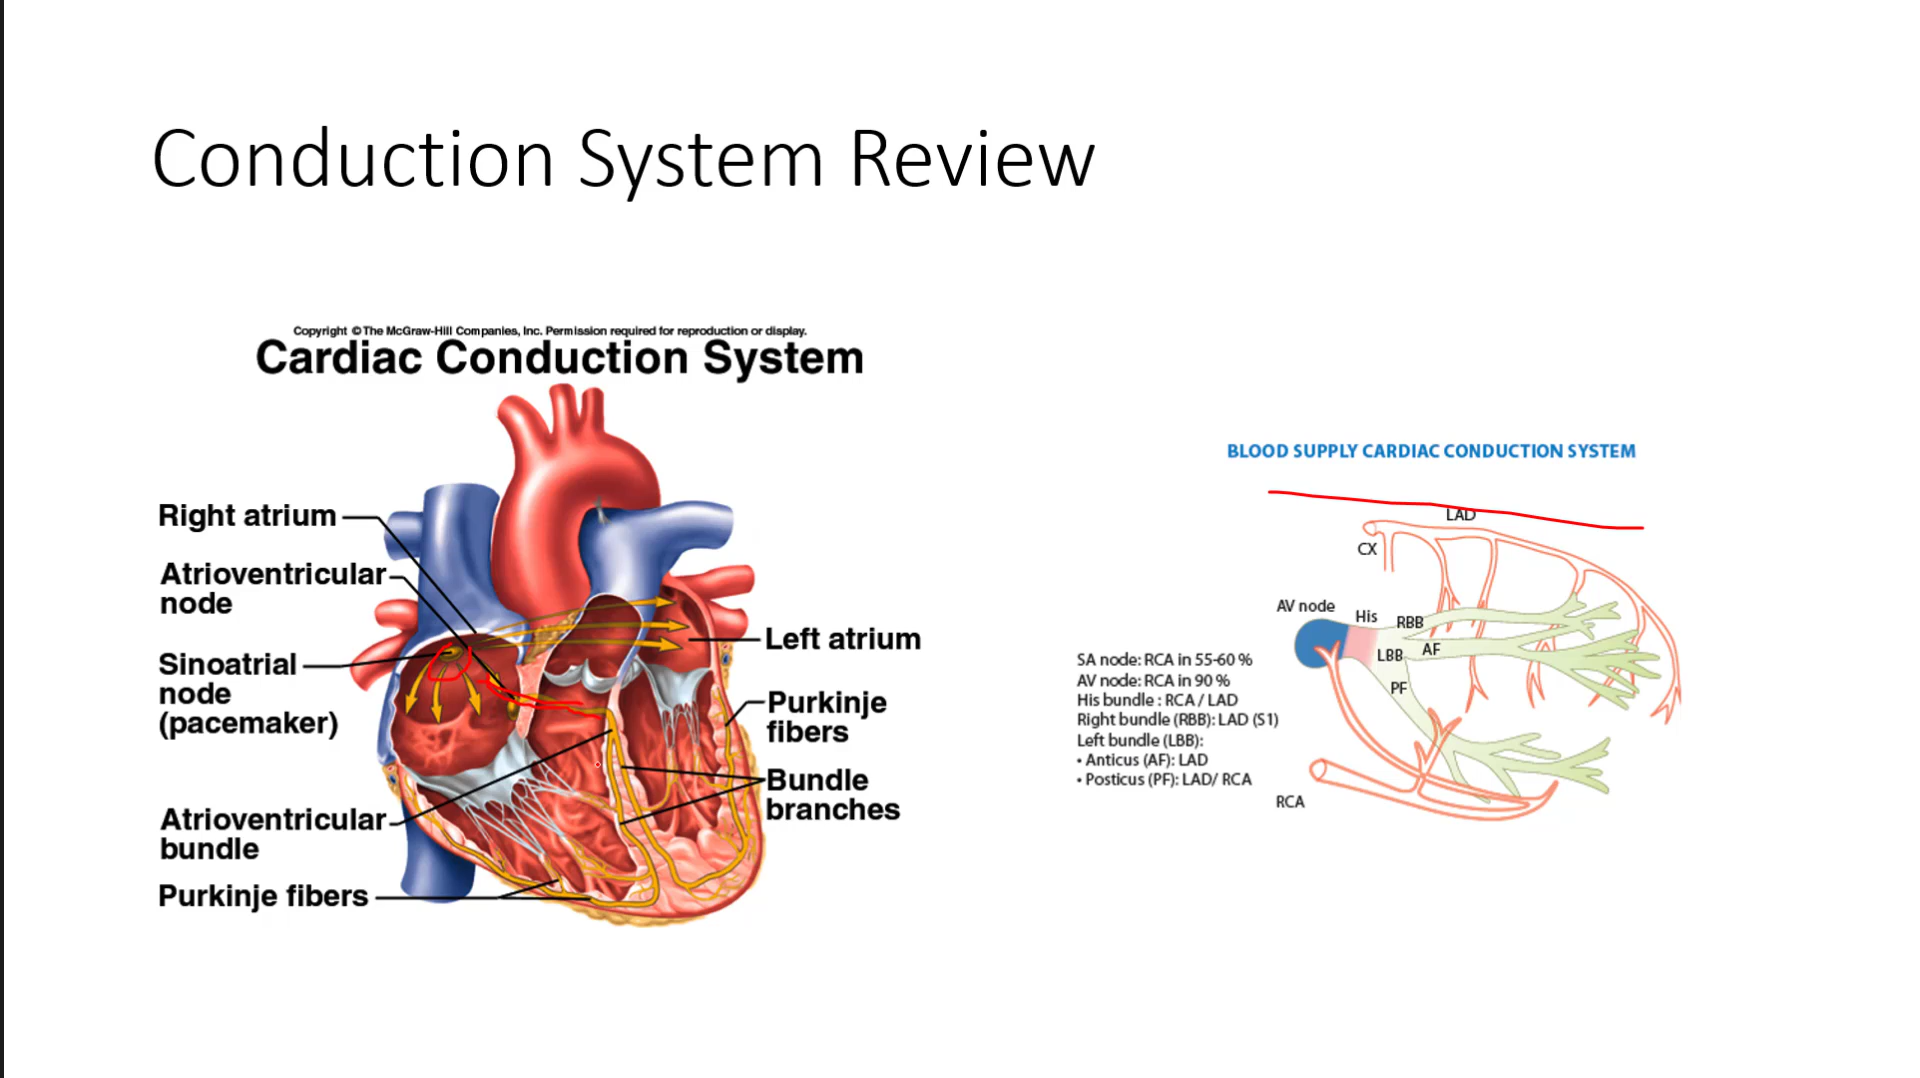 Conduction System Review
Copyright © The McGraw-Hill Companies, Inc. Permission required for reproduction or display.
Cardiac Conduction System
Right atrium
Atrioventricular
node
Sinoatrial
node
(pacemaker)
Atrioventricular
bundle
Purkinje fibers
Left atrium
Purkinje
fibers
Bundle
branches
BLOOD SUPPLY CARDIAC CONDUCTION SYSTEM
LAD
CX
AV node
His
RBB
LBB
AF
PF
RCA
SA node: RCA in 55-60 %
AV node: RCA in 90 %
His bundle : RCA / LAD
Right bundle (RBB): LAD (S1)
Left bundle (LBB):
• Anticus (AF): LAD
• Posticus (PF): LAD/ RCA